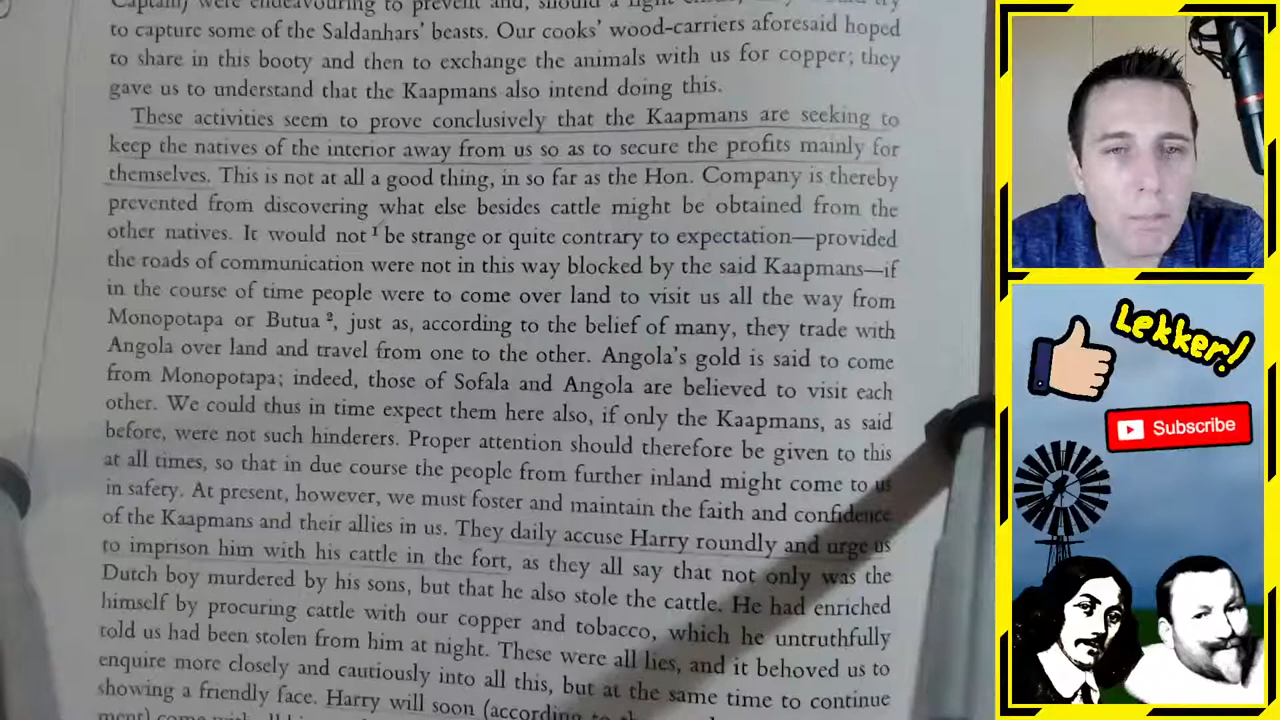 Captain) were endeavouring to prevent and, should a fight
to capture some of the Saldanhars' beasts. Our cooks' wood-carriers aforesaid hoped
to share in this booty and then to exchange the animals with us for copper; they
gave us to understand that the Kaapmans also intend doing this.
These activities seem to prove conclusively that the Kaapmans are seeking to
keep the natives of the interior away from us so as to secure the profits mainly for
themselves. This is not at all a good thing, in so far as the Hon. Company is thereby
prevented from discovering what else besides cattle might be obtained from the
other natives. It would not ¹ be strange or quite contrary to expectation—provided
the roads of communication were not in this way blocked by the said Kaapmans—if
in the course of time people were to come over land to visit us all the way from
Monopotapa or Butua ², just as, according to the belief of many, they trade with
Angola over land and travel from one to the other. Angola's gold is said to come
from Monopotapa; indeed, those of Sofala and Angola are believed to visit each
other. We could thus in time expect them here also, if only the Kaapmans, as said
before, were not such hinderers. Proper attention should therefore be given to this
at all times, so that in due course the people from further inland might come to us
in safety. At present, however, we must foster and maintain the faith and confidence
of the Kaapmans and their allies in us. They daily accuse Harry roundly and urge us
to imprison him with his cattle in the fort, as they all say that not only was the
Dutch boy murdered by his sons, but that he also stole the cattle. He had enriched
himself by procuring cattle with our copper and tobacco, which he untruthfully
told us had been stolen from him at night. These were all lies, and it behoved us to
enquire more closely and cautiously into all this, but at the same time to continue
showing a friendly face. Harry will soon (according to
Lekker!
Subscribe